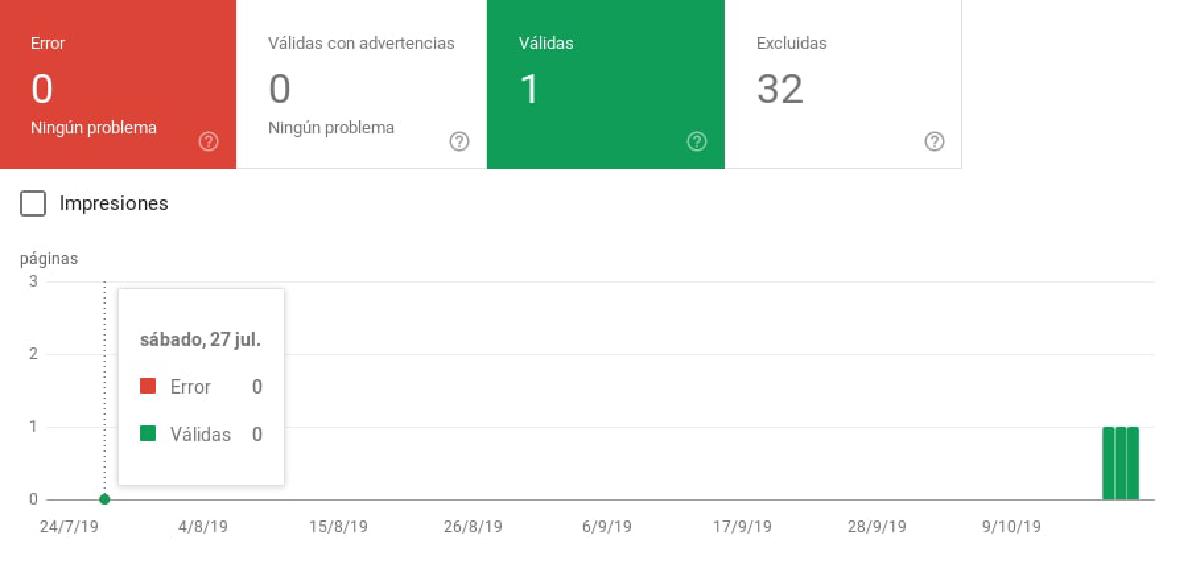 Error
0
Ningún problema
Válidas con advertencias
0
Ningún problema
Válidas
1
Excluidas
32
Impresiones
páginas
3
2
1
0
sábado, 27 jul.
Error 0
Válidas 0
24/7/19 4/8/19 15/8/19 26/8/19 6/9/19 17/9/19 28/9/19 9/10/19